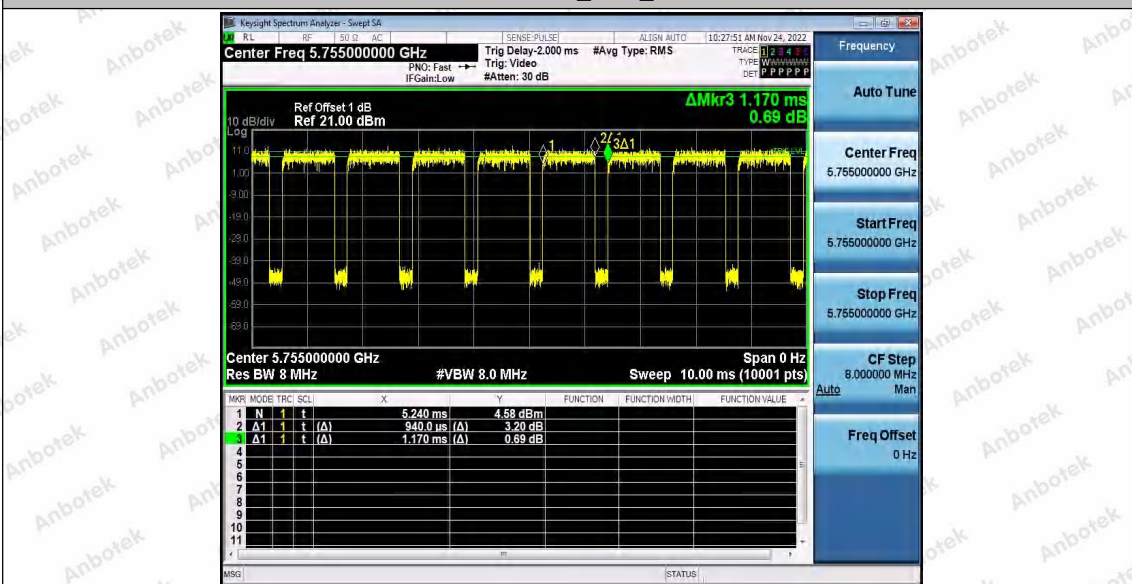 Keysight Spectrum Analyzer - Swept SA
RL RF 50 Ω AC SENSE:PULSE ALIGN AUTO 10:27:51 AM Nov 24, 2022
Center Freq 5.755000000 GHz
PNO: Fast
IFGain:Low
Trig Delay-2.000 ms
Trig: Video
#Atten: 30 dB
#Avg Type: RMS
TRACE 1 2 3 4 5 6
TYPE W
DET P P P P P P
Ref Offset 1 dB
10 dB/div Ref 21.00 dBm
Log
ΔMkr3 1.170 ms
0.69 dB
11.0
1.00
-9.00
-19.0
-29.0
-39.0
-49.0
-59.0
-69.0
1
3Δ1
Center 5.755000000 GHz Span 0 Hz
Res BW 8 MHz #VBW 8.0 MHz Sweep 10.00 ms (10001 pts)
MKR MODE TRC SCL X Y FUNCTION FUNCTION WIDTH FUNCTION VALUE
1 N 1 t 5.240 ms 4.58 dBm
2 Δ1 1 t (Δ) 940.0 us (Δ) 3.20 dB
3 Δ1 1 t (Δ) 1.170 ms (Δ) 0.69 dB
4
5
6
7
8
9
10
11
MSG STATUS
Frequency
Auto Tune
Center Freq
5.755000000 GHz
Start Freq
5.755000000 GHz
Stop Freq
5.755000000 GHz
CF Step
8.000000 MHz
Auto Man
Freq Offset
0 Hz
Anbotek